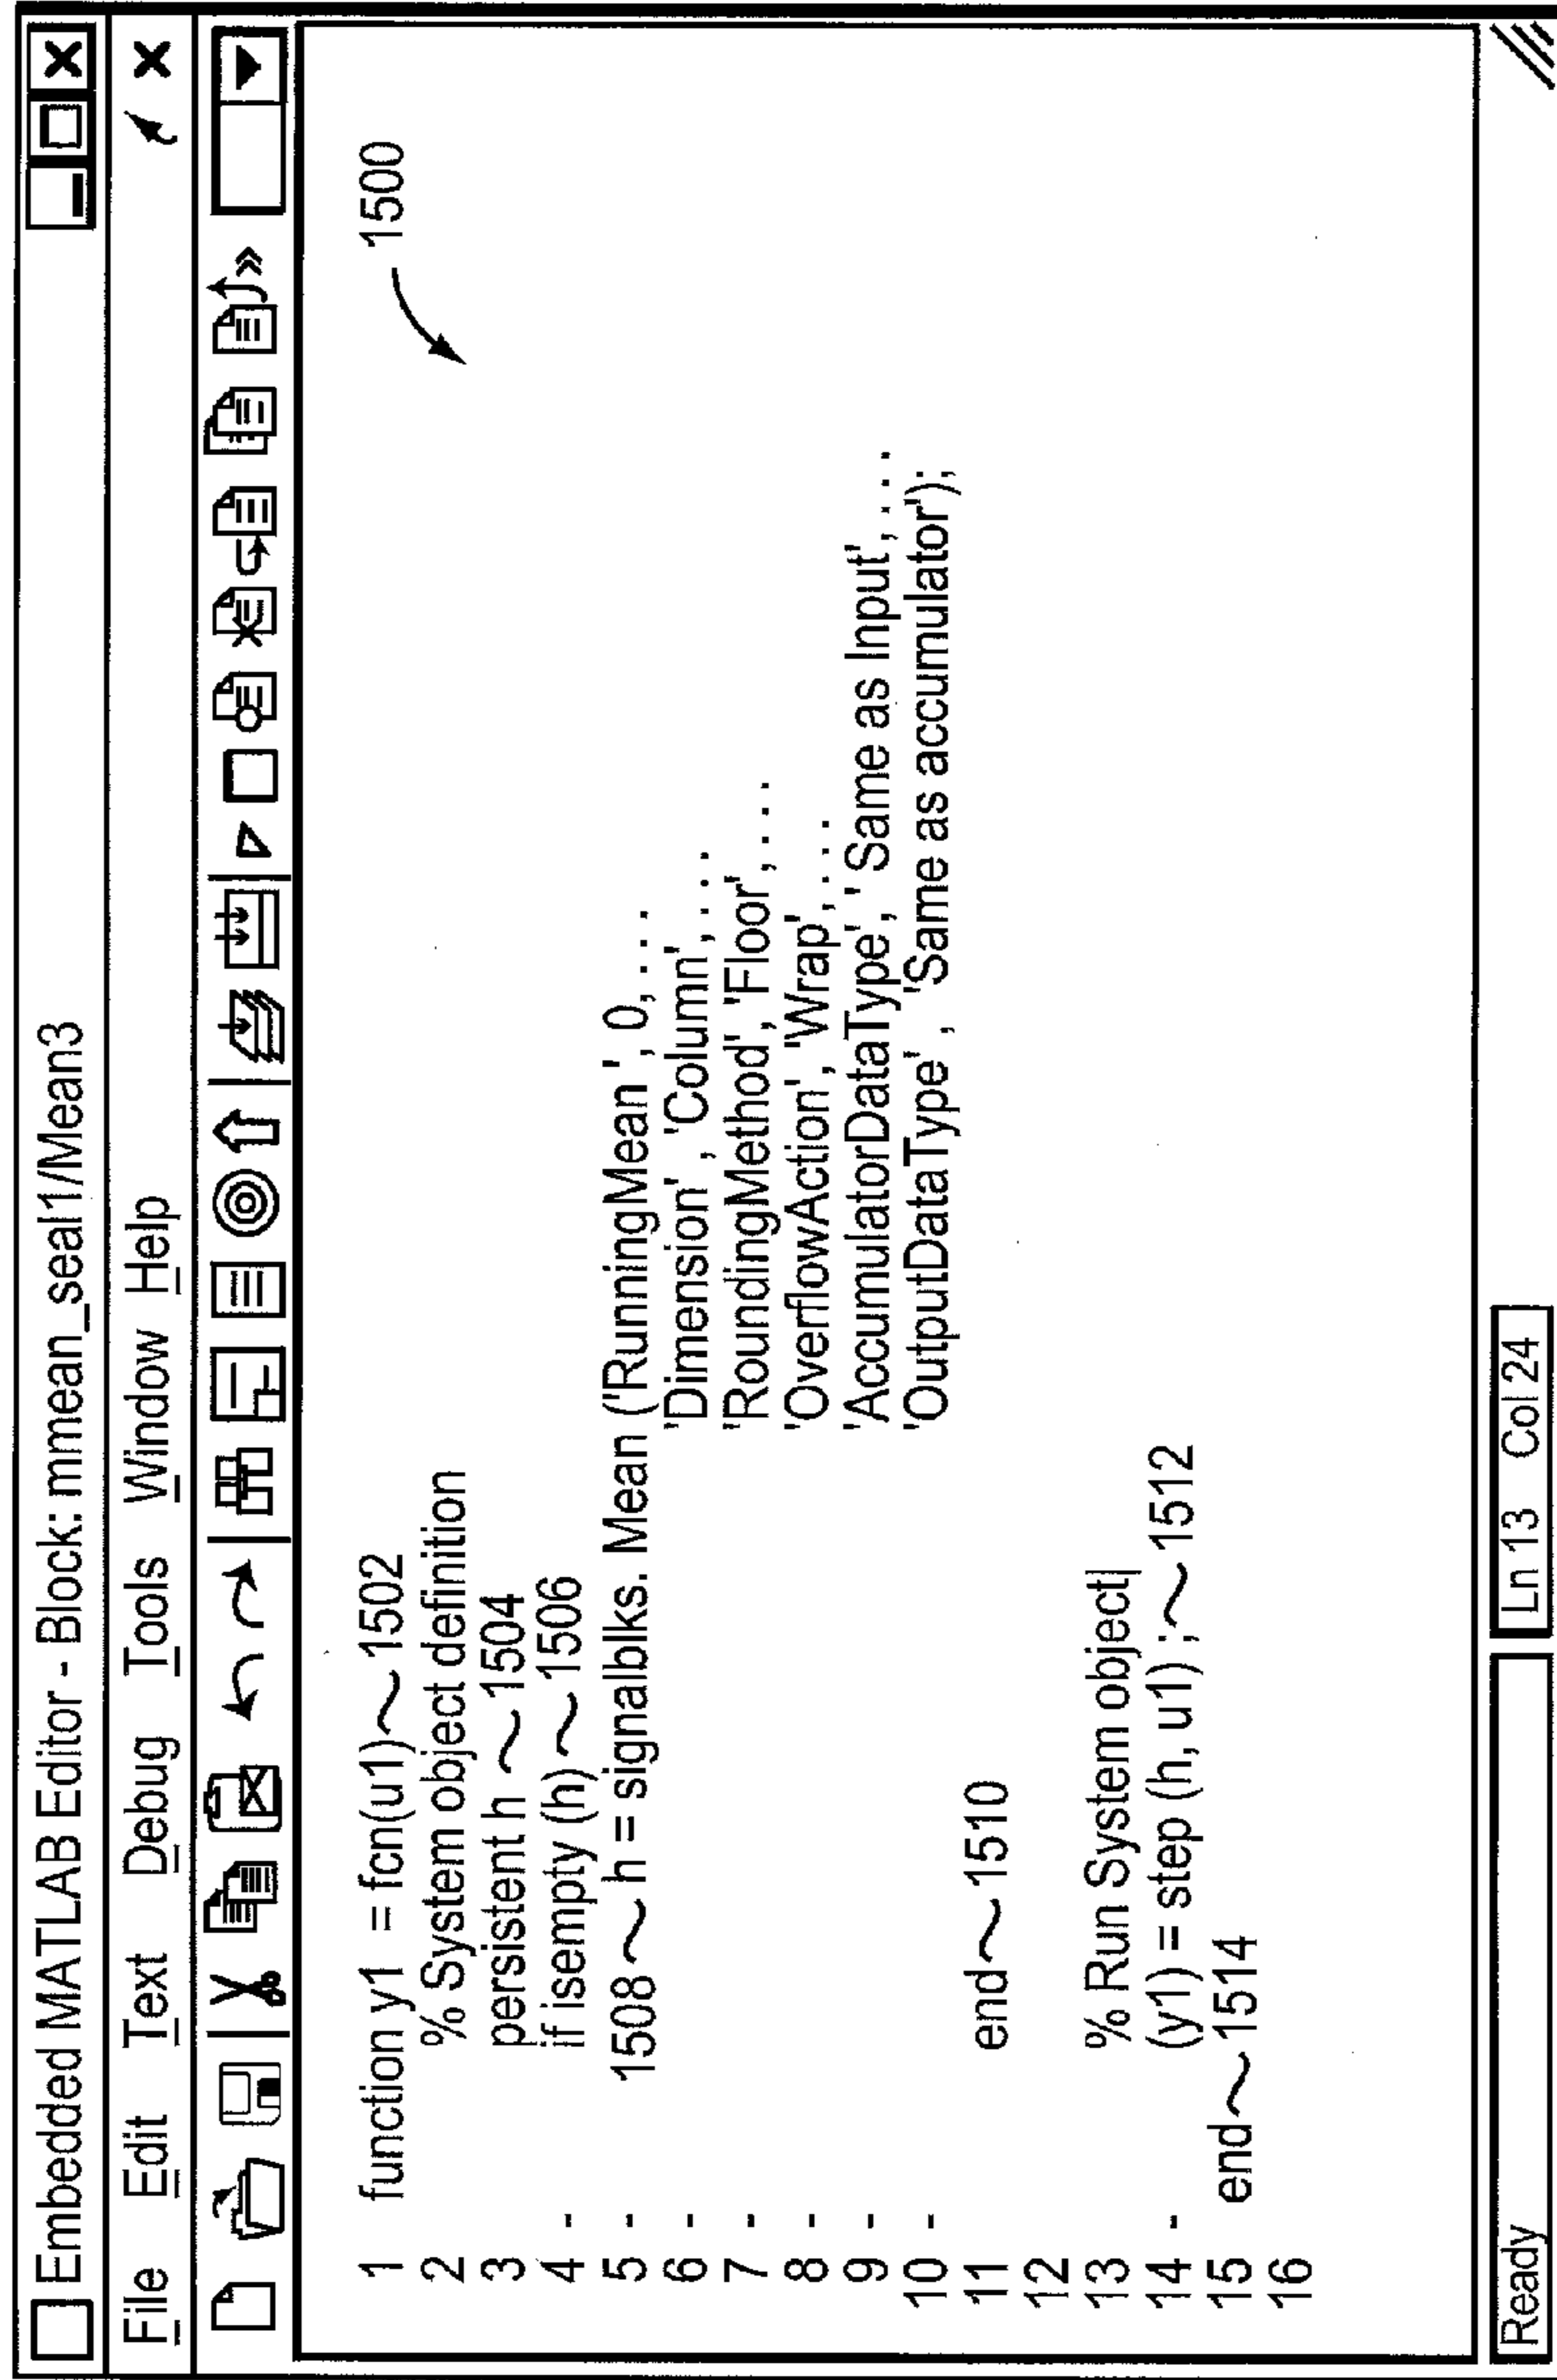 Embedded MATLAB Editor - Block: mmean_seal1/Mean3
File Edit Text Debug Tools Window Help
1500
1 function y1 = fcn(u1)~1502
2 % System object definition
3 persistent h ~1504
4 - if isempty (h) ~1506
5 - 1508~ h = signalblks. Mean ('RunningMean ', 0, . . .
6 - 'Dimension' , 'Column', . . .
7 - 'RoundingMethod', 'Floor', . . .
8 - 'OverflowAction', 'Wrap', . . .
9 - 'AccumulatorDataType', ' Same as Input', . . .
10 - 'OutputDataType' , 'Same as accumulator');
11 end~1510
12
13 % Run System object|
14 - (y1) = step (h, u1) ;~1512
15 end~1514
16
Ready Ln 13 Col 24